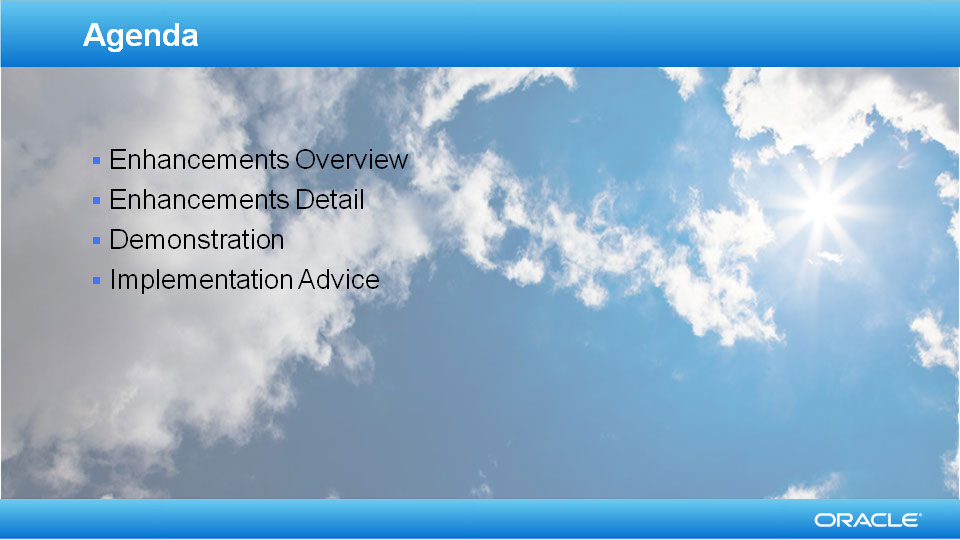 Agenda
▪ Enhancements Overview
▪ Enhancements Detail
▪ Demonstration
▪ Implementation Advice
ORACLE®